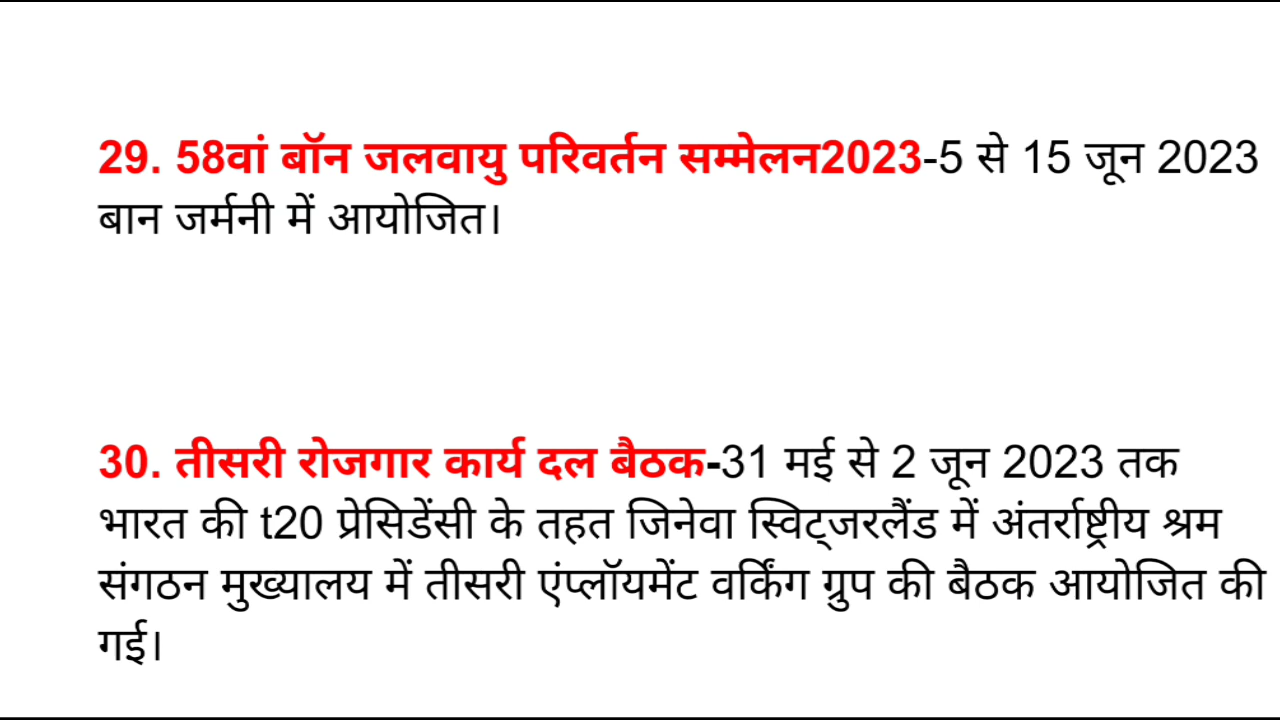 29. 58वां बॉन जलवायु परिवर्तन सम्मेलन2023-5 से 15 जून 2023
बान जर्मनी में आयोजित।
30. तीसरी रोजगार कार्य दल बैठक-31 मई से 2 जून 2023 तक
भारत की t20 प्रेसिडेंसी के तहत जिनेवा स्विट्जरलैंड में अंतर्राष्ट्रीय श्रम
संगठन मुख्यालय में तीसरी एंप्लॉयमेंट वर्किंग ग्रुप की बैठक आयोजित की
गई।